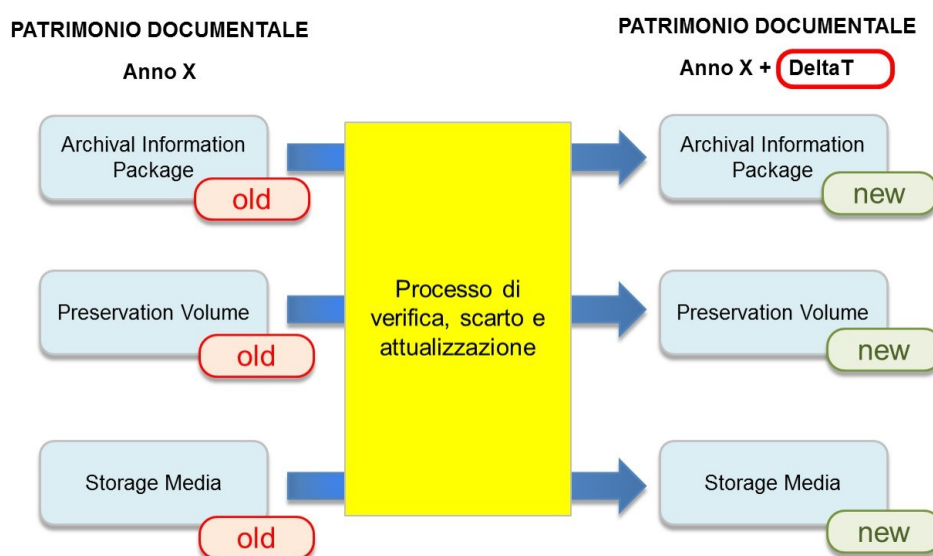 PATRIMONIO DOCUMENTALE
Anno X
PATRIMONIO DOCUMENTALE
Anno X + DeltaT
Archival Information
Package
old
Preservation Volume
old
Storage Media
old
Processo di
verifica, scarto e
attualizzazione
Archival Information
Package
new
Preservation Volume
new
Storage Media
new